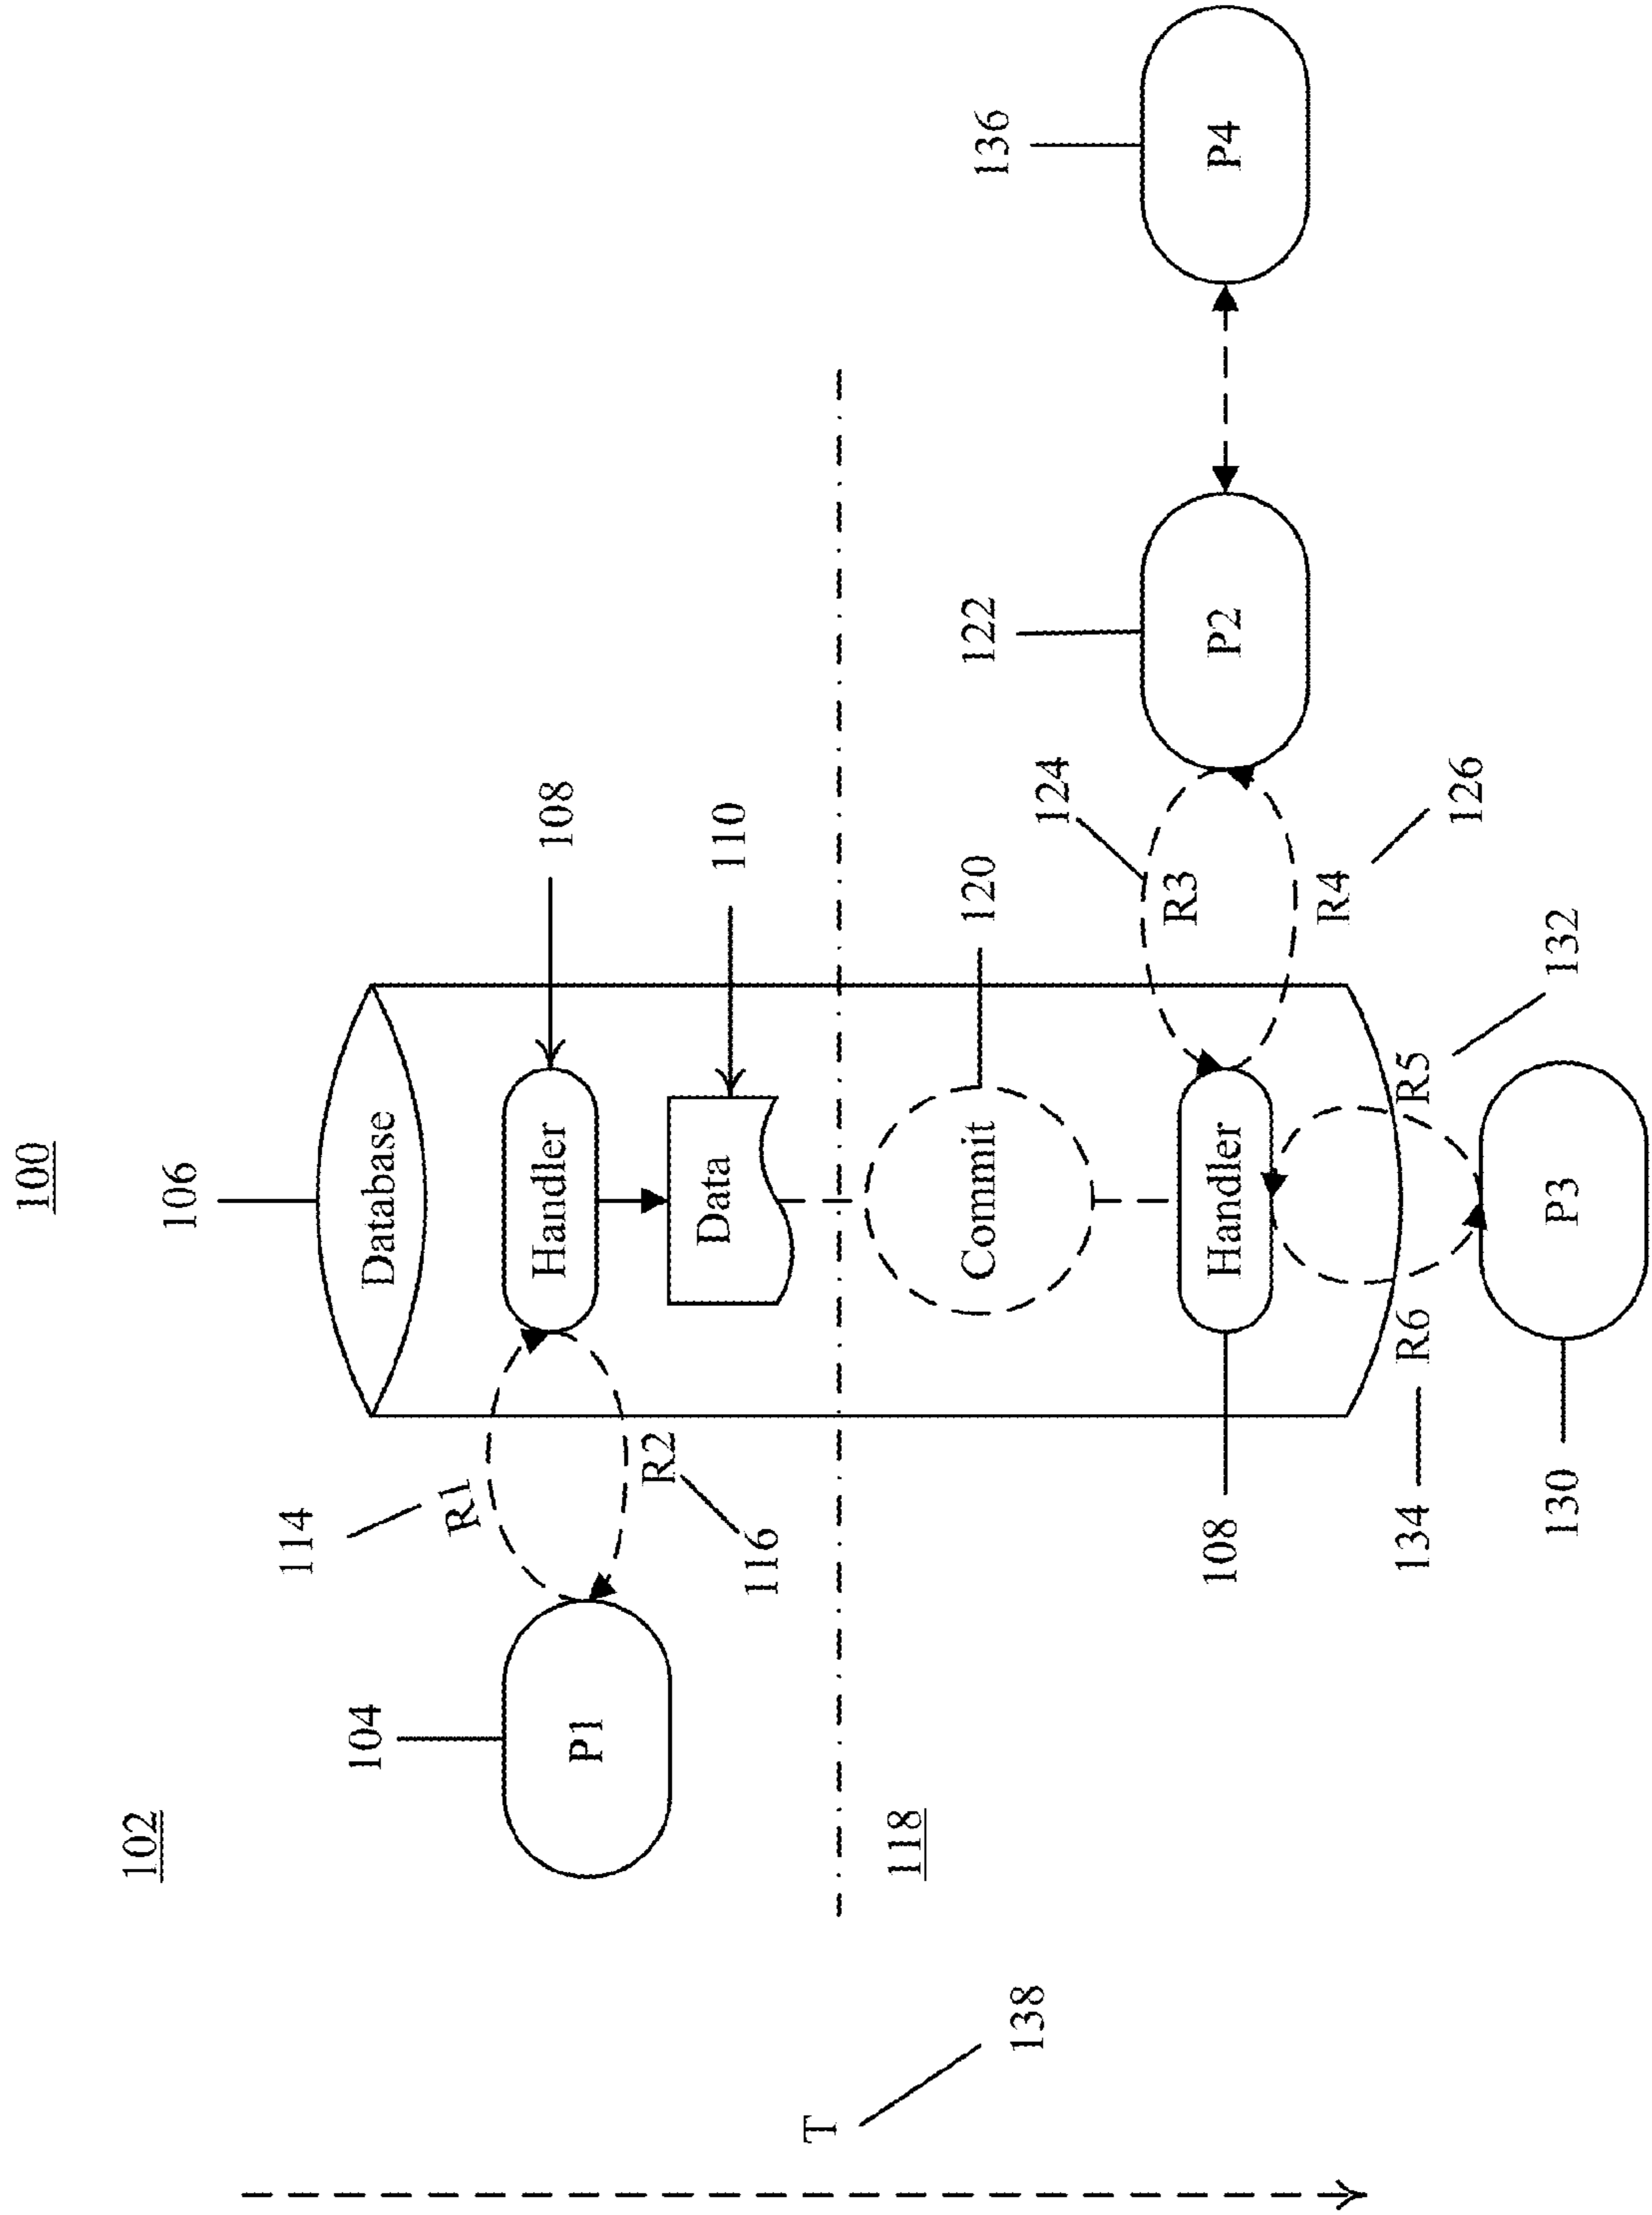 100
102
106
Database
114
R1
104
P1
Handler
108
R2
116
Data
110
118
Commit
120
124
R3
122
P2
136
P4
R4
126
Handler
108
R5
132
R6
134
P3
130
T
138